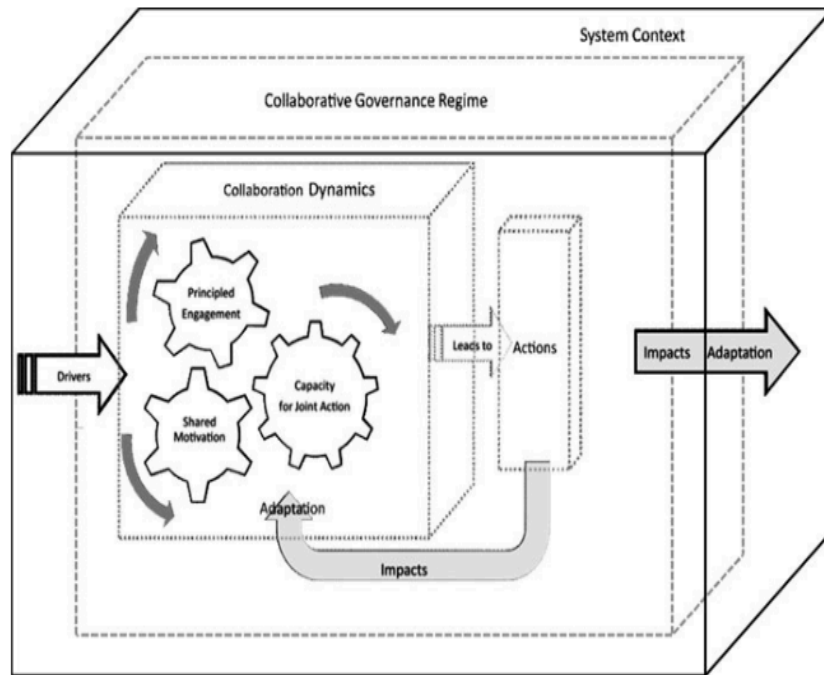 System Context
Collaborative Governance Regime
Collaboration Dynamics
Principled
Engagement
Drivers
Leads to
Actions
Impacts
Adaptation
Capacity
for Joint Action
Shared
Motivation
Adaptation
Impacts